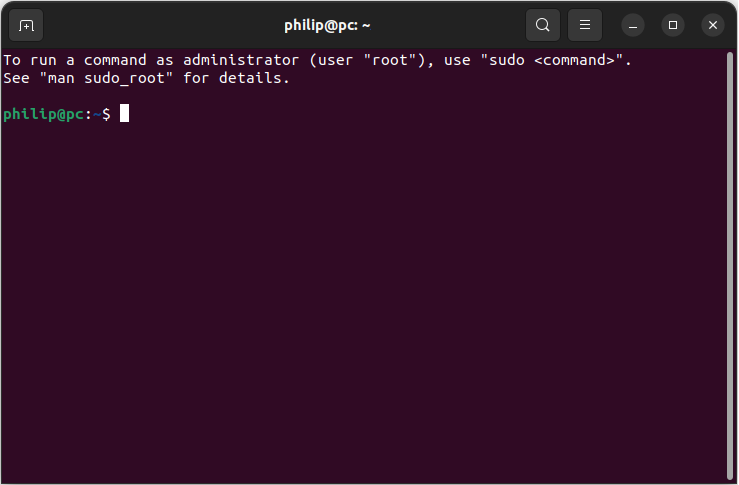 philip@pc: ~
To run a command as administrator (user "root"), use "sudo <command>".
See "man sudo_root" for details.
philip@pc:~$